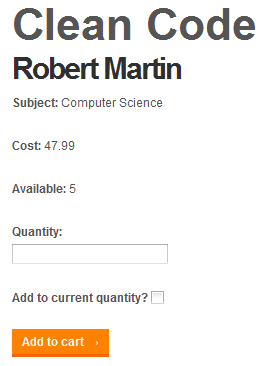 Clean Code
Robert Martin
Subject: Computer Science
Cost: 47.99
Available: 5
Quantity:
Add to current quantity?
Add to cart ›